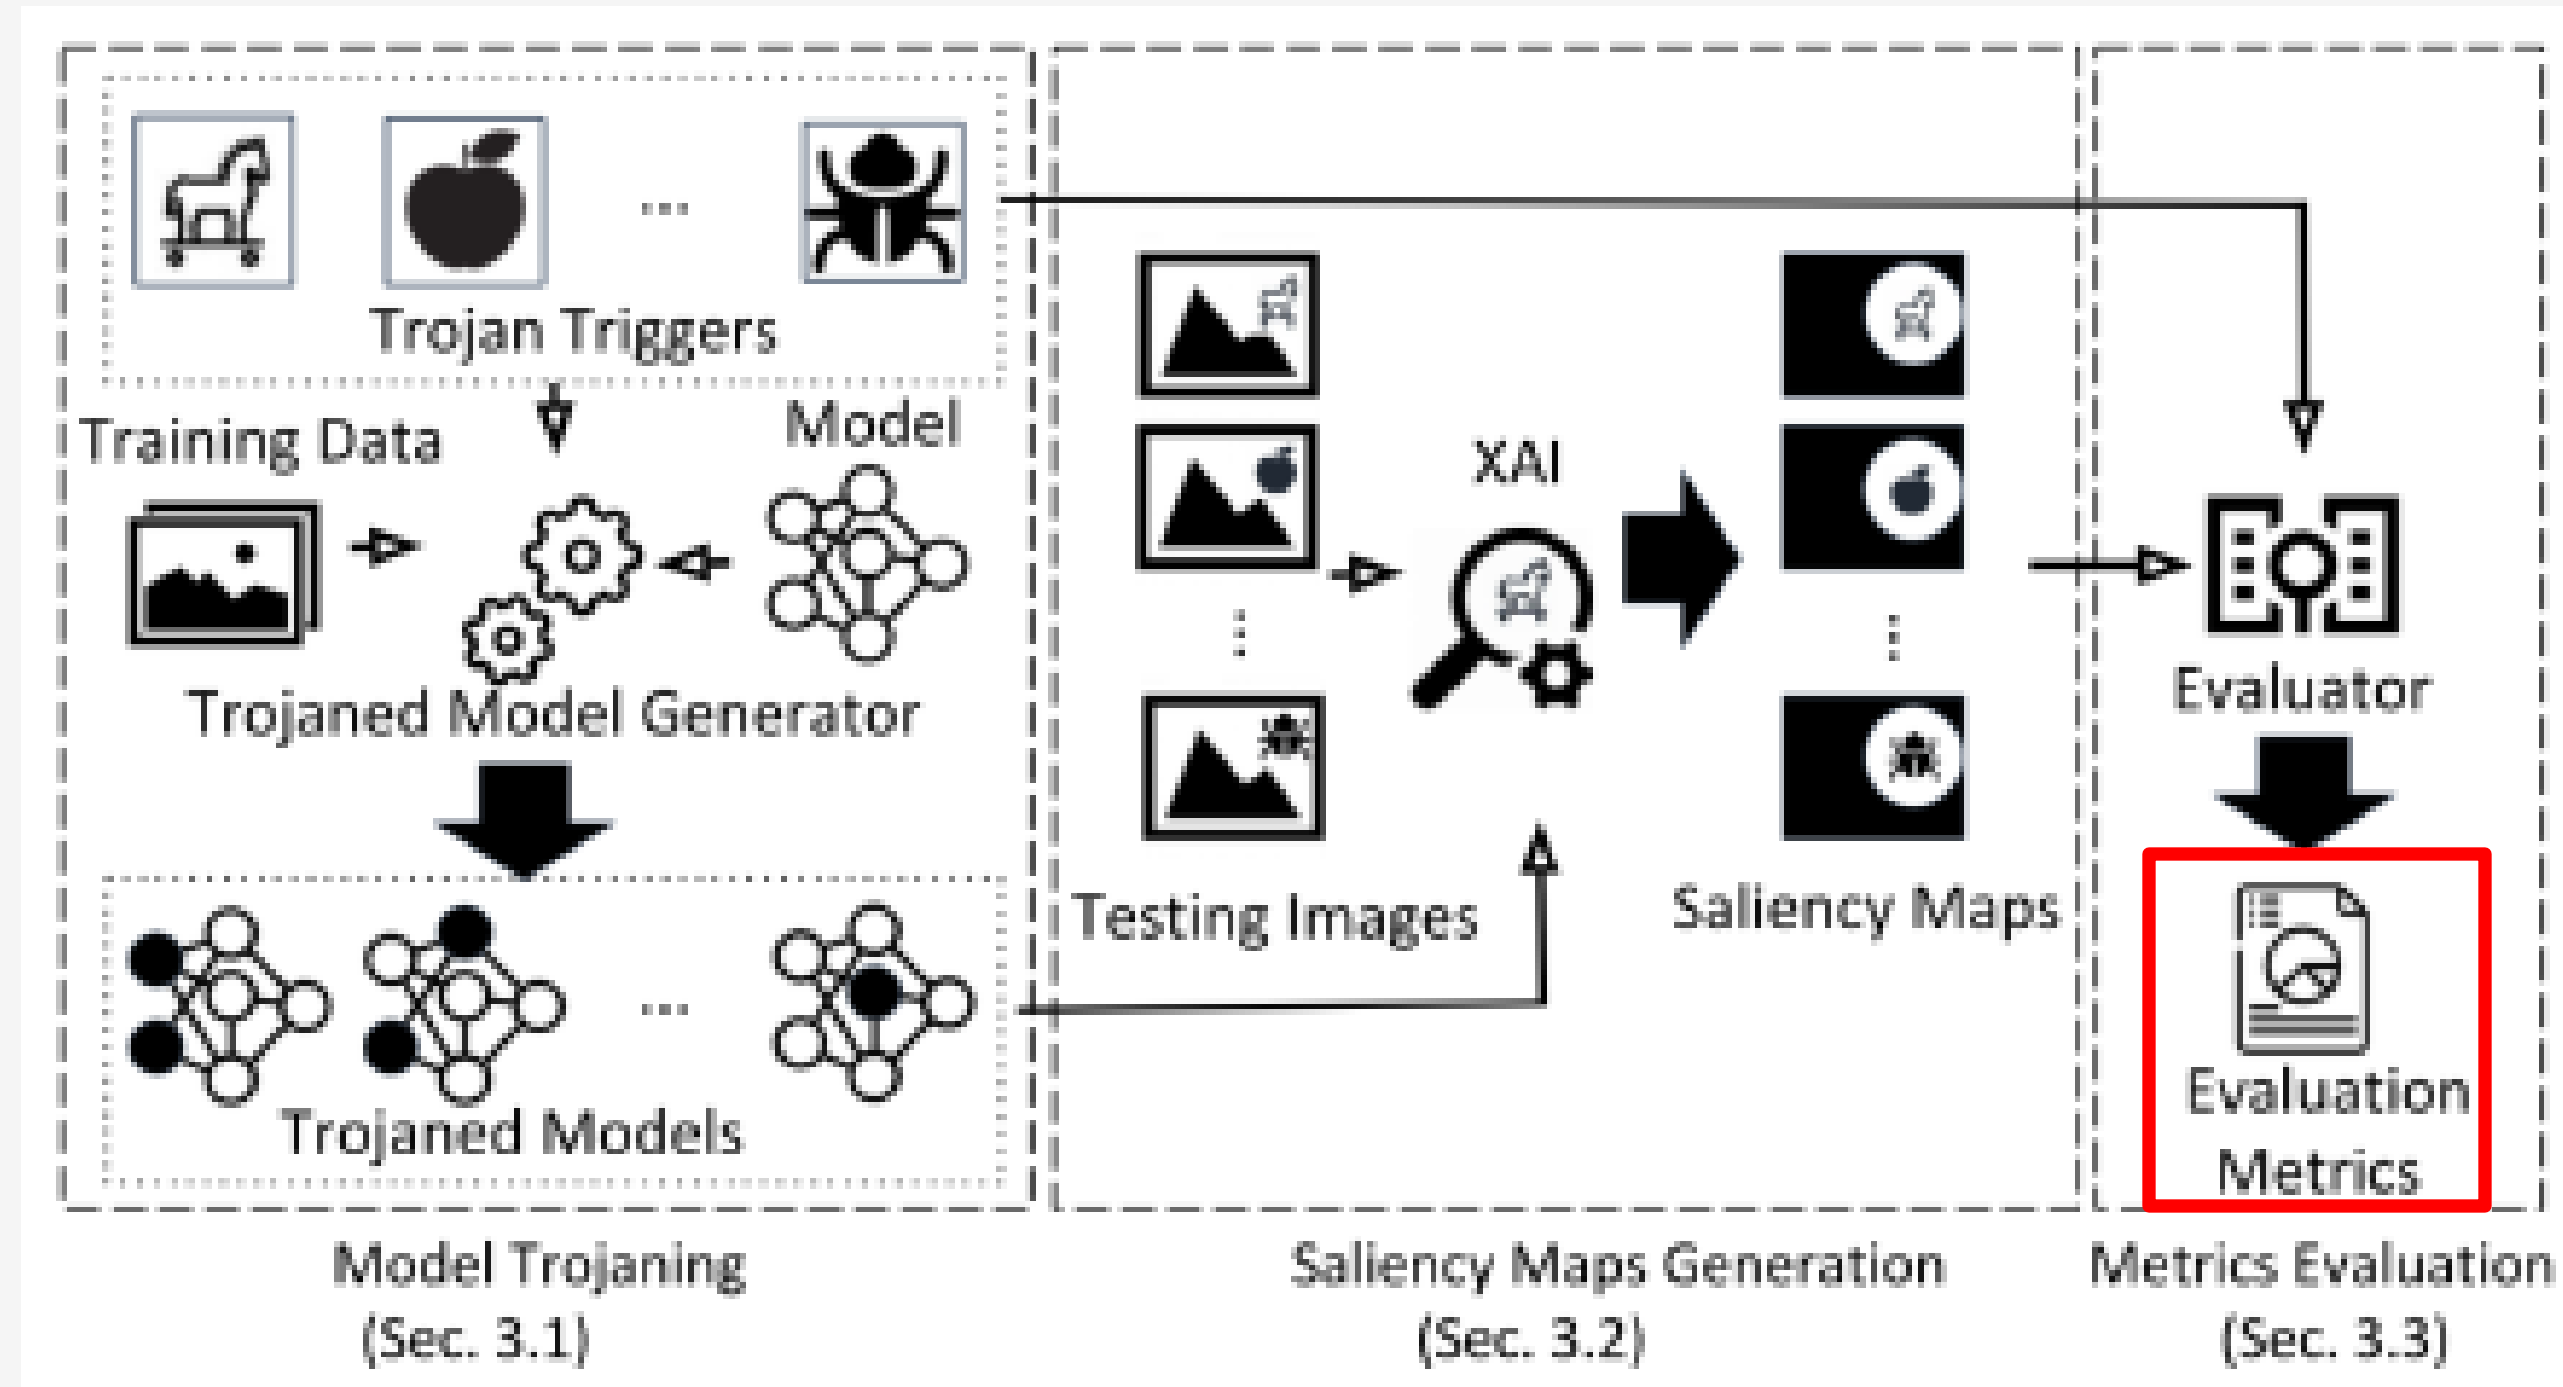 ...
Trojan Triggers
Training Data
Model
Trojaned Model Generator
...
Trojaned Models
Model Trojaning
(Sec. 3.1)
XAI
Testing Images
Saliency Maps
Saliency Maps Generation
(Sec. 3.2)
Evaluator
Evaluation
Metrics
Metrics Evaluation
(Sec. 3.3)